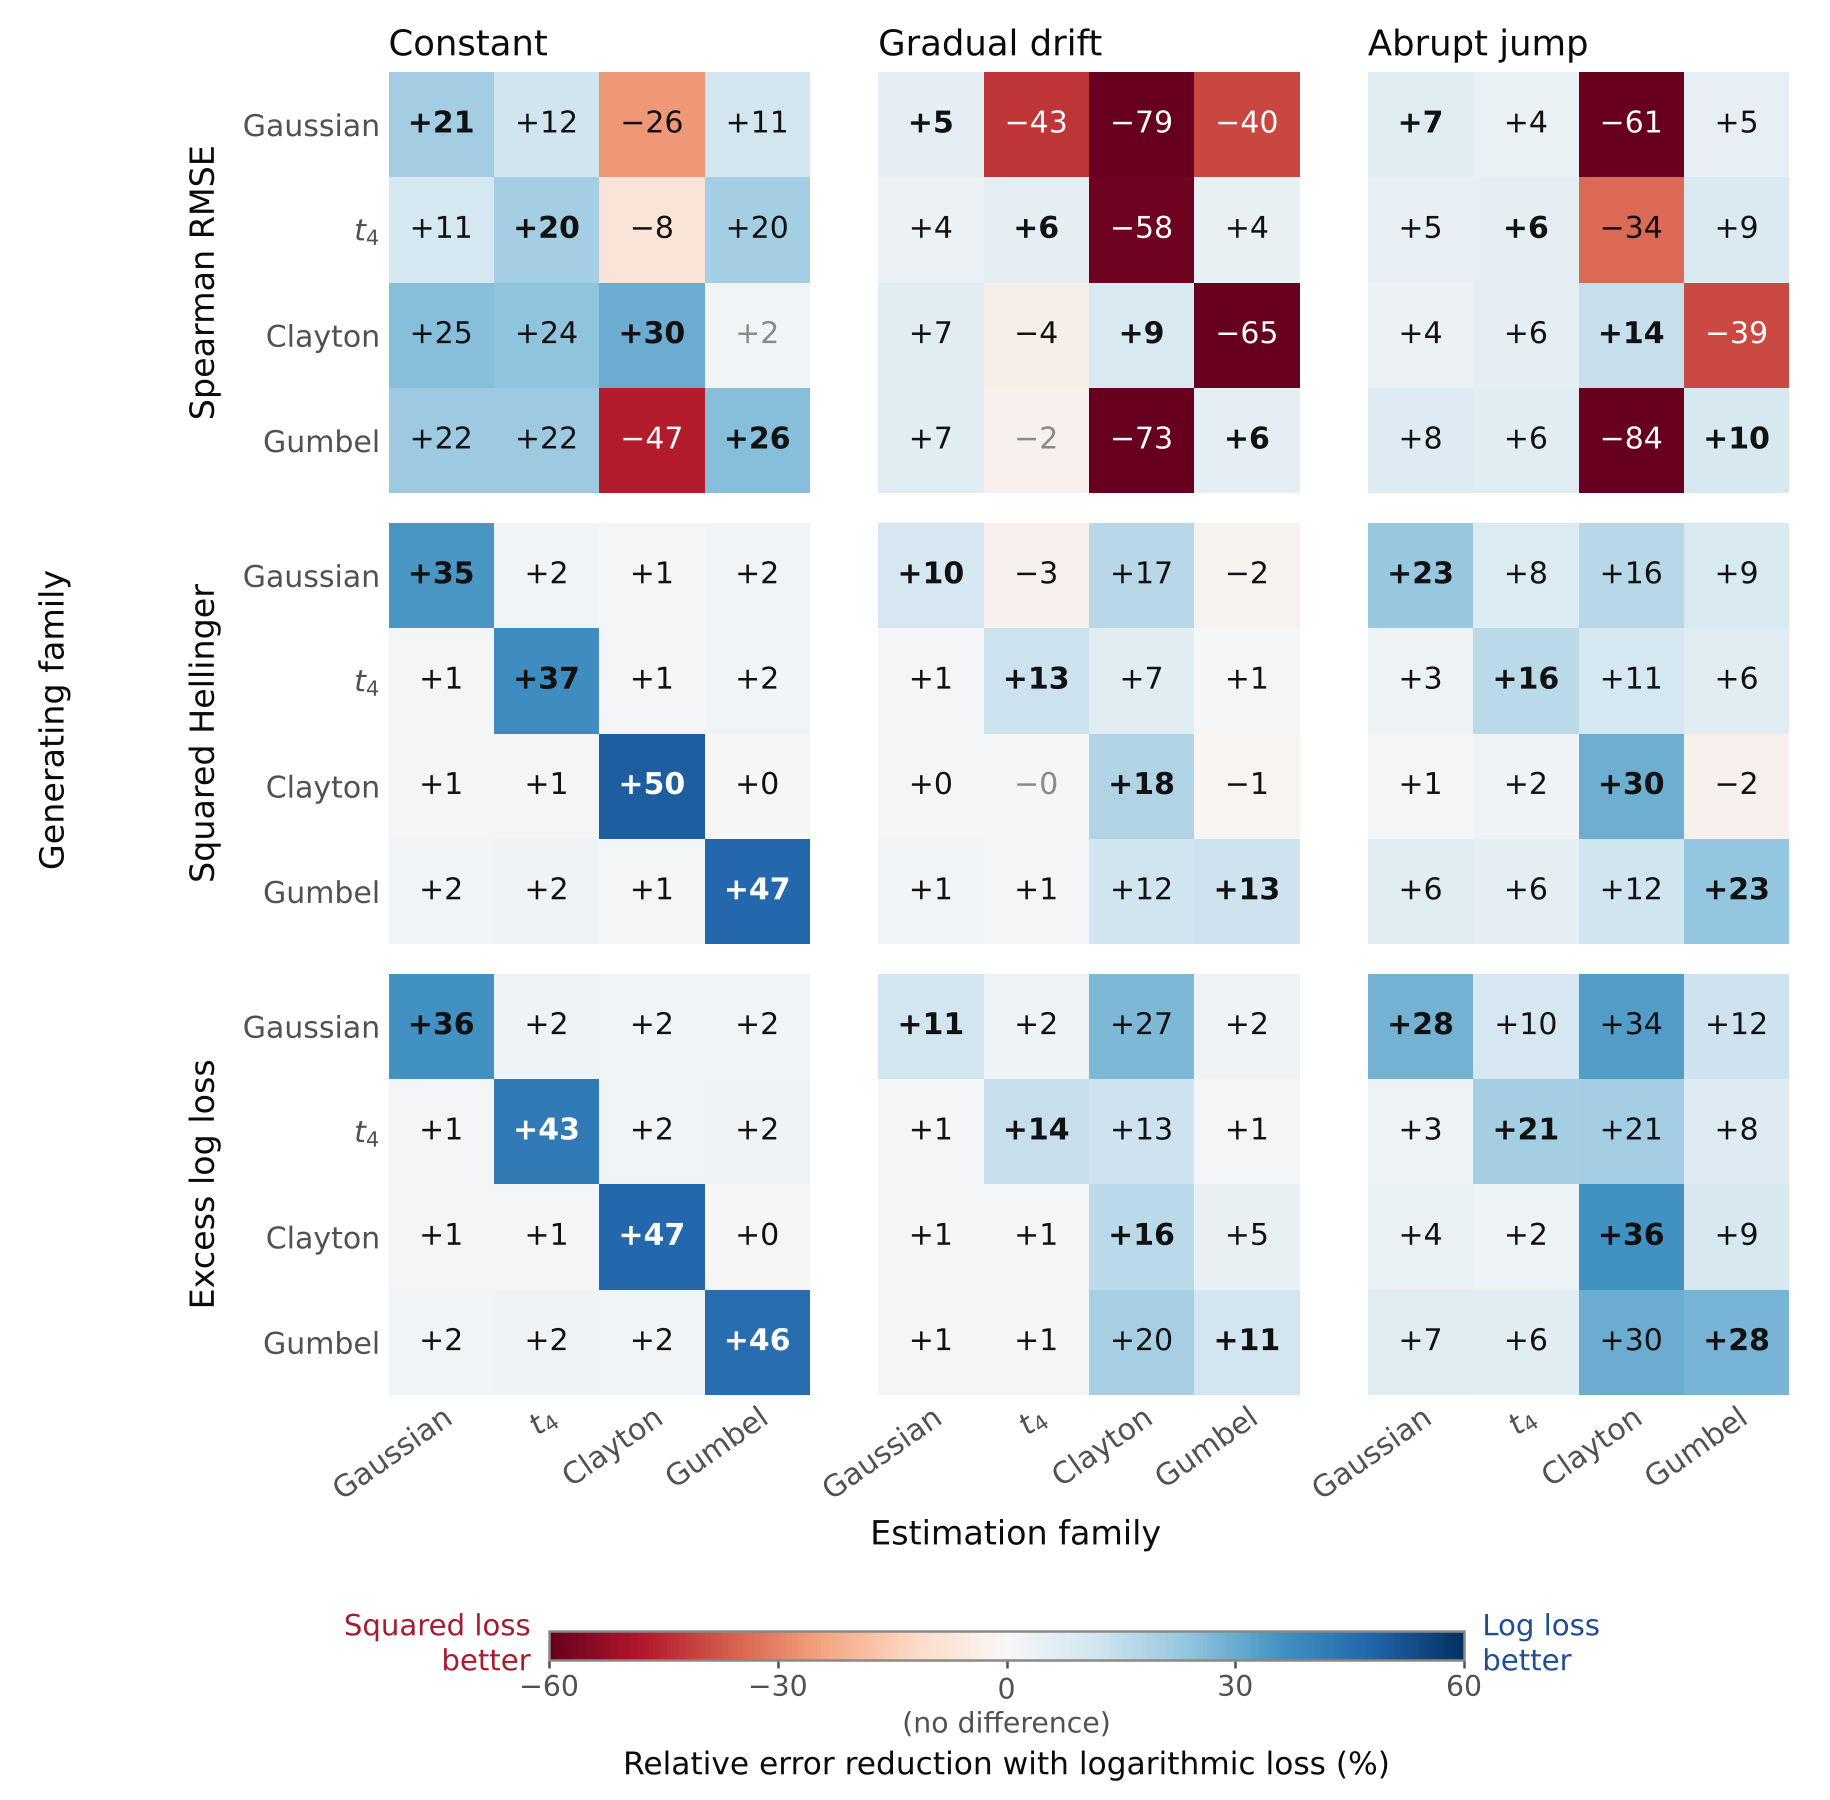 Constant Gradual drift Abrupt jump
Generating family
Spearman RMSE
Gaussian +21 +12 −26 +11 +5 −43 −79 −40 +7 +4 −61 +5
t4 +11 +20 −8 +20 +4 +6 −58 +4 +5 +6 −34 +9
Clayton +25 +24 +30 +2 +7 −4 +9 −65 +4 +6 +14 −39
Gumbel +22 +22 −47 +26 +7 −2 −73 +6 +8 +6 −84 +10
Squared Hellinger
Gaussian +35 +2 +1 +2 +10 −3 +17 −2 +23 +8 +16 +9
t4 +1 +37 +1 +2 +1 +13 +7 +1 +3 +16 +11 +6
Clayton +1 +1 +50 +0 +0 −0 +18 −1 +1 +2 +30 −2
Gumbel +2 +2 +1 +47 +1 +1 +12 +13 +6 +6 +12 +23
Excess log loss
Gaussian +36 +2 +2 +2 +11 +2 +27 +2 +28 +10 +34 +12
t4 +1 +43 +2 +2 +1 +14 +13 +1 +3 +21 +21 +8
Clayton +1 +1 +47 +0 +1 +1 +16 +5 +4 +2 +36 +9
Gumbel +2 +2 +2 +46 +1 +1 +20 +11 +7 +6 +30 +28
Gaussian t4 Clayton Gumbel Gaussian t4 Clayton Gumbel Gaussian t4 Clayton Gumbel
Estimation family
Squared loss
better
Log loss
better
−60 −30 0 30 60
(no difference)
Relative error reduction with logarithmic loss (%)